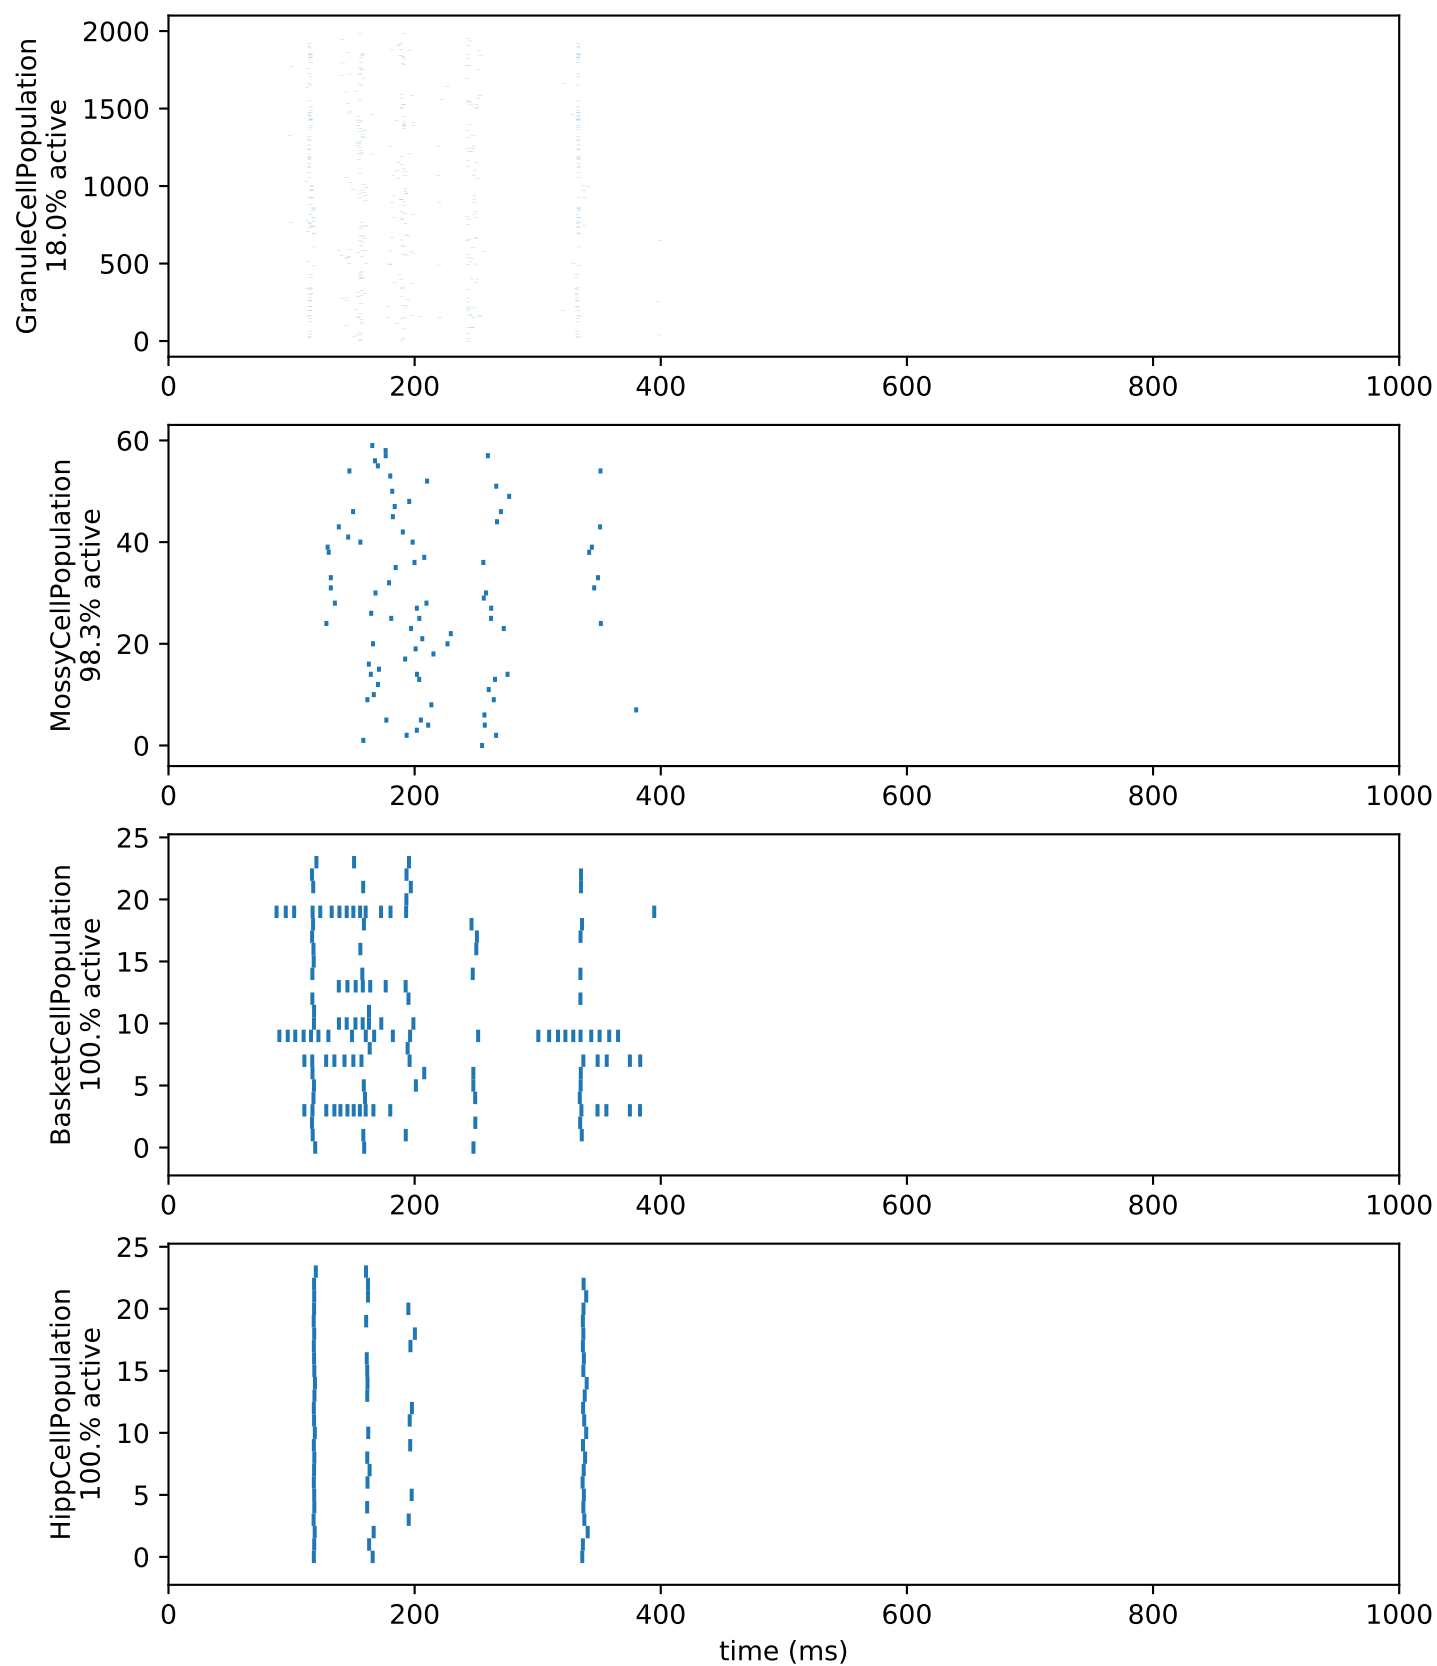 GranuleCellPopulation
18.0% active
2000
1500
1000
500
0
0 200 400 600 800 1000
MossyCellPopulation
98.3% active
60
40
20
0
0 200 400 600 800 1000
BasketCellPopulation
100.% active
25
20
15
10
5
0
0 200 400 600 800 1000
HippCellPopulation
100.% active
25
20
15
10
5
0
0 200 400 600 800 1000
time (ms)